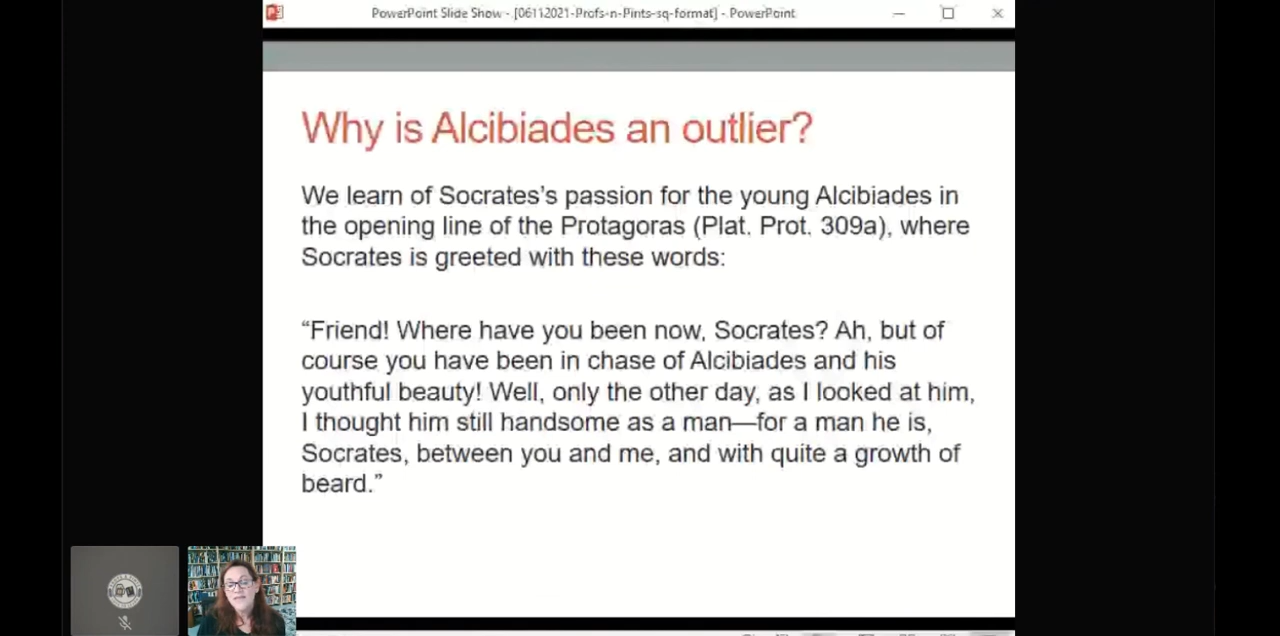 PowerPoint Slide Show - [06112021-Profs-n-Pints-sq-format] - PowerPoint
Why is Alcibiades an outlier?
We learn of Socrates's passion for the young Alcibiades in
the opening line of the Protagoras (Plat. Prot. 309a), where
Socrates is greeted with these words:
“Friend! Where have you been now, Socrates? Ah, but of
course you have been in chase of Alcibiades and his
youthful beauty! Well, only the other day, as I looked at him,
I thought him still handsome as a man—for a man he is,
Socrates, between you and me, and with quite a growth of
beard.”